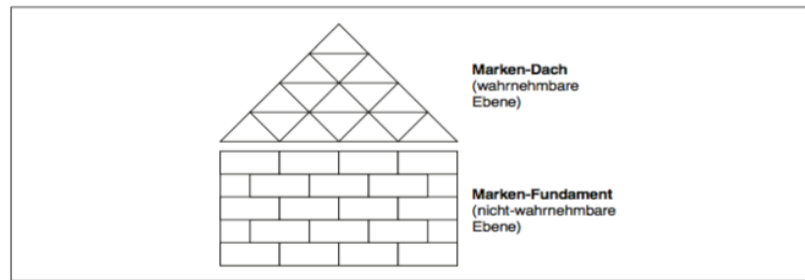 Marken-Dach
(wahrnehmbare
Ebene)
Marken-Fundament
(nicht-wahrnehmbare
Ebene)